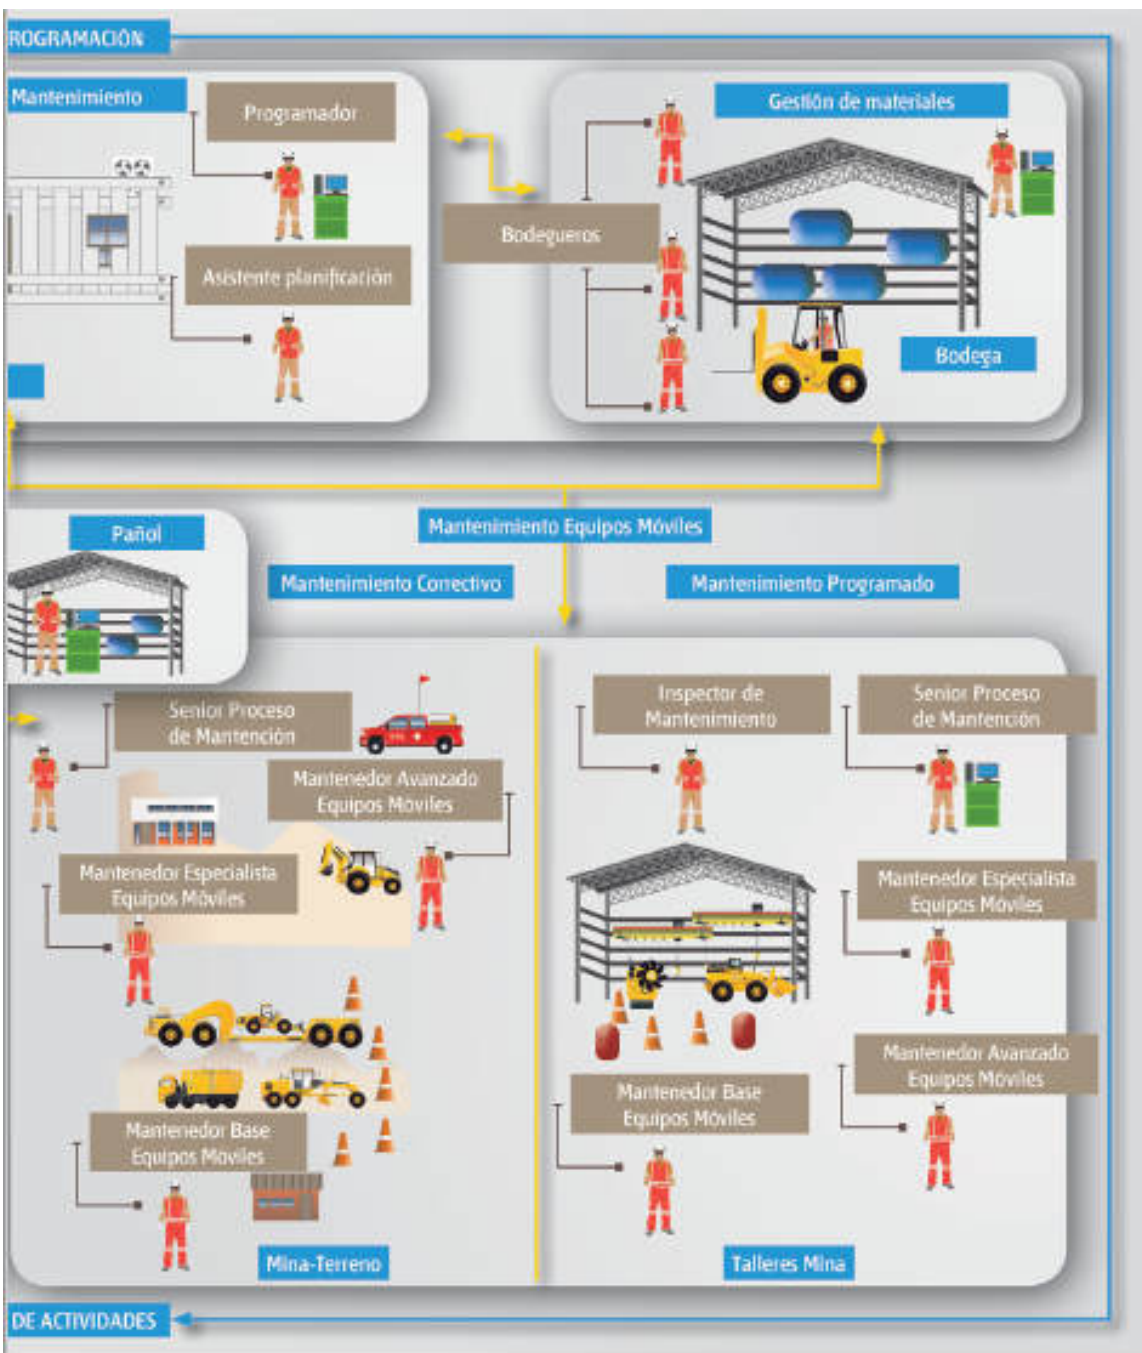 ROGRAMACIÓN
Mantenimiento
Programador
Asistente planificación
Gestión de materiales
Bodegueros
Bodega
Mantenimiento Equipos Móviles
Pañol
Mantenimiento Correctivo
Mantenimiento Programado
Senior Proceso
de Mantención
Mantenedor Avanzado
Equipos Móviles
Mantenedor Especialista
Equipos Móviles
Mantenedor Base
Equipos Móviles
Mina-Terreno
Inspector de
Mantenimiento
Senior Proceso
de Mantención
Mantenedor Especialista
Equipos Móviles
Mantenedor Avanzado
Equipos Móviles
Mantenedor Base
Equipos Móviles
Talleres Mina
DE ACTIVIDADES